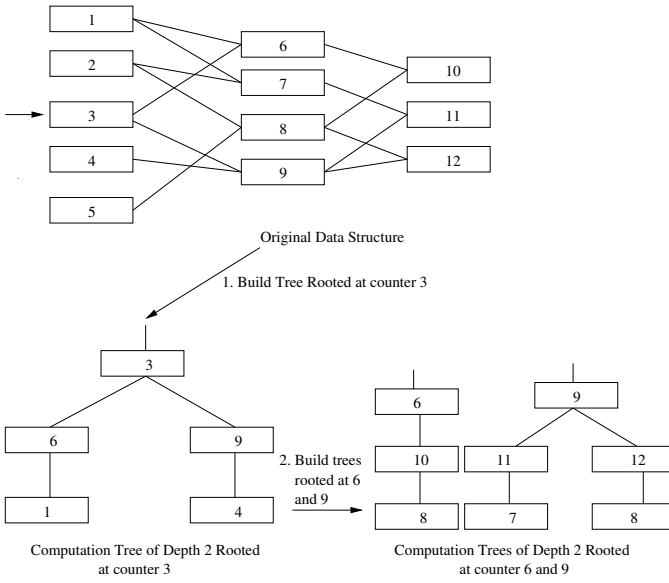 1
2
3
4
5
6
7
8
9
10
11
12
Original Data Structure
1. Build Tree Rooted at counter 3
3
6
9
1
4
Computation Tree of Depth 2 Rooted
at counter 3
2. Build trees
rooted at 6
and 9
6
9
10
11
12
8
7
8
Computation Trees of Depth 2 Rooted
at counter 6 and 9